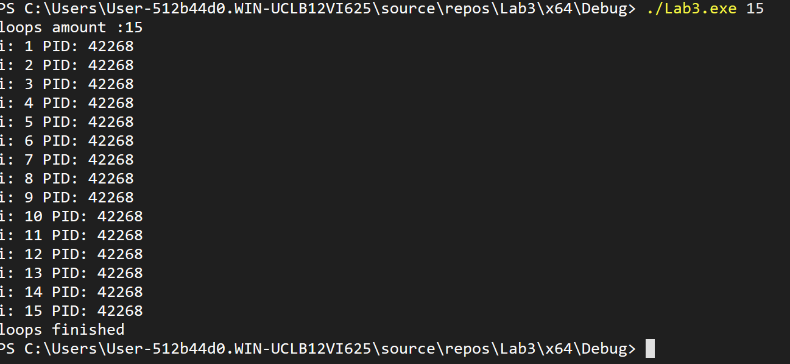 PS C:\Users\User-512b44d0.WIN-UCLB12VI625\source\repos\Lab3\x64\Debug> ./Lab3.exe 15
loops amount :15
i: 1 PID: 42268
i: 2 PID: 42268
i: 3 PID: 42268
i: 4 PID: 42268
i: 5 PID: 42268
i: 6 PID: 42268
i: 7 PID: 42268
i: 8 PID: 42268
i: 9 PID: 42268
i: 10 PID: 42268
i: 11 PID: 42268
i: 12 PID: 42268
i: 13 PID: 42268
i: 14 PID: 42268
i: 15 PID: 42268
loops finished
PS C:\Users\User-512b44d0.WIN-UCLB12VI625\source\repos\Lab3\x64\Debug>